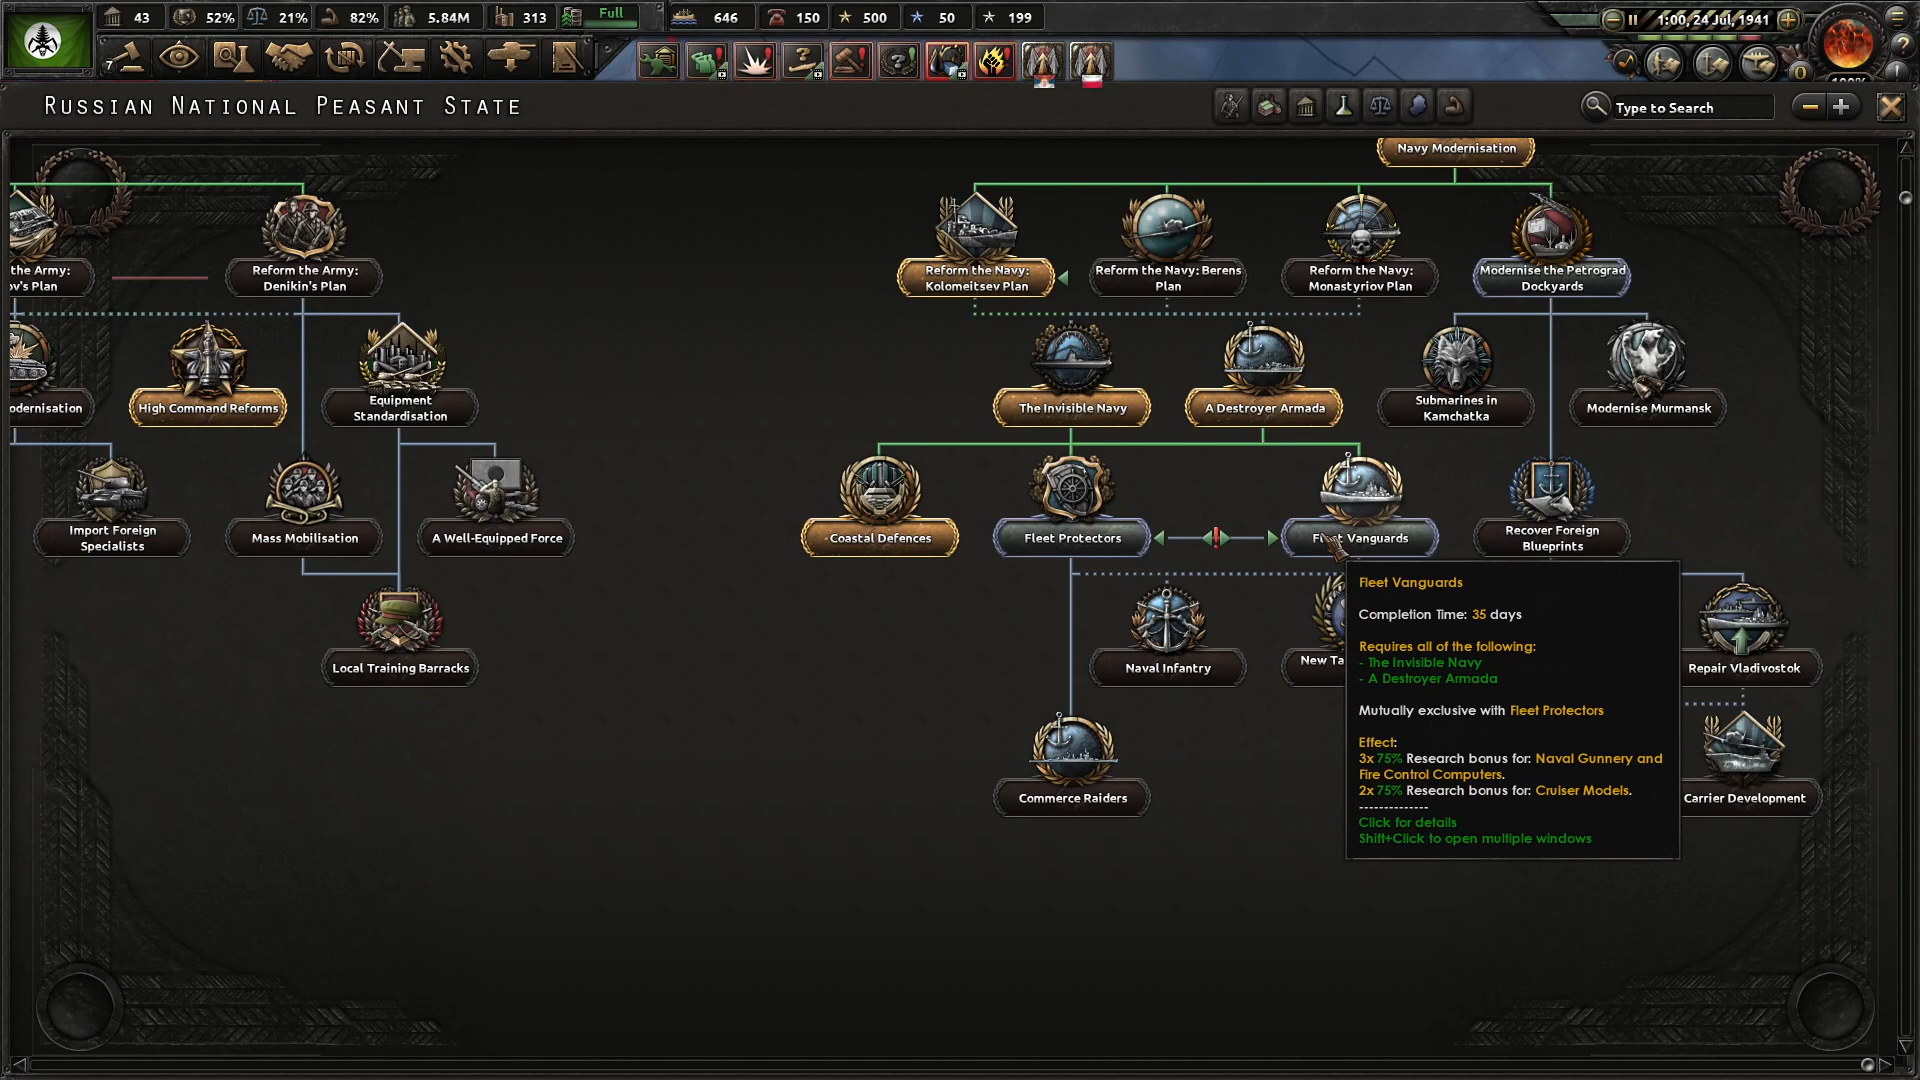 43
52%
21%
82%
5.84M
313
Full
646
150
500
50
199
1:00, 24 Jul, 1941
7
0
100%
Russian National Peasant State
Type to Search
Navy Modernisation
the Army:
ov's Plan
Reform the Army:
Denikin's Plan
Reform the Navy:
Kolomeitsev Plan
Reform the Navy: Berens
Plan
Reform the Navy:
Monastyriov Plan
Modernise the Petrograd
Dockyards
odernisation
High Command Reforms
Equipment
Standardisation
The Invisible Navy
A Destroyer Armada
Submarines in
Kamchatka
Modernise Murmansk
Import Foreign
Specialists
Mass Mobilisation
A Well-Equipped Force
Coastal Defences
Fleet Protectors
Fleet Vanguards
Recover Foreign
Blueprints
Local Training Barracks
Naval Infantry
New Ta
Repair Vladivostok
Commerce Raiders
Carrier Development
Fleet Vanguards
Completion Time: 35 days
Requires all of the following:
- The Invisible Navy
- A Destroyer Armada
Mutually exclusive with Fleet Protectors
Effect:
3x 75% Research bonus for: Naval Gunnery and
Fire Control Computers.
2x 75% Research bonus for: Cruiser Models.
--------------
Click for details
Shift+Click to open multiple windows